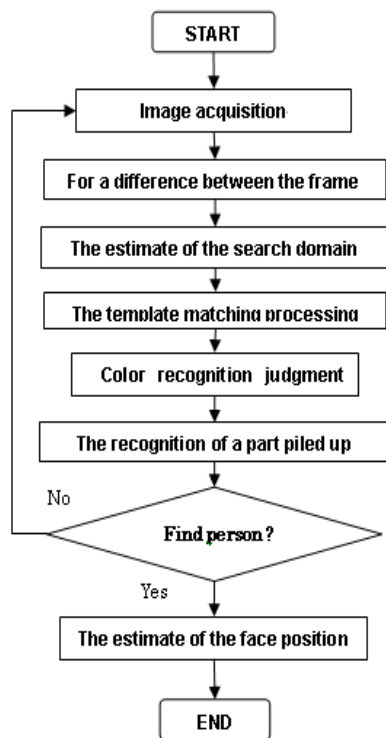 START
Image acquisition
For a difference between the frame
The estimate of the search domain
The template matching processing
Color recognition judgment
The recognition of a part piled up
No
Find person?
Yes
The estimate of the face position
END